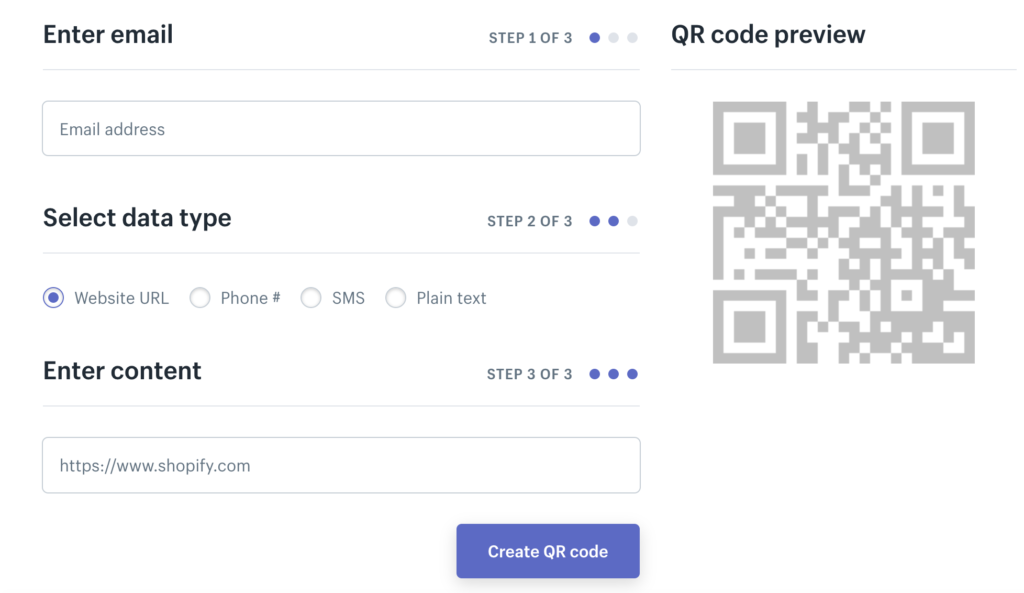 Enter email
STEP 1 OF 3
Email address
Select data type
STEP 2 OF 3
Website URL
Phone #
SMS
Plain text
Enter content
STEP 3 OF 3
https://www.shopify.com
Create QR code
QR code preview